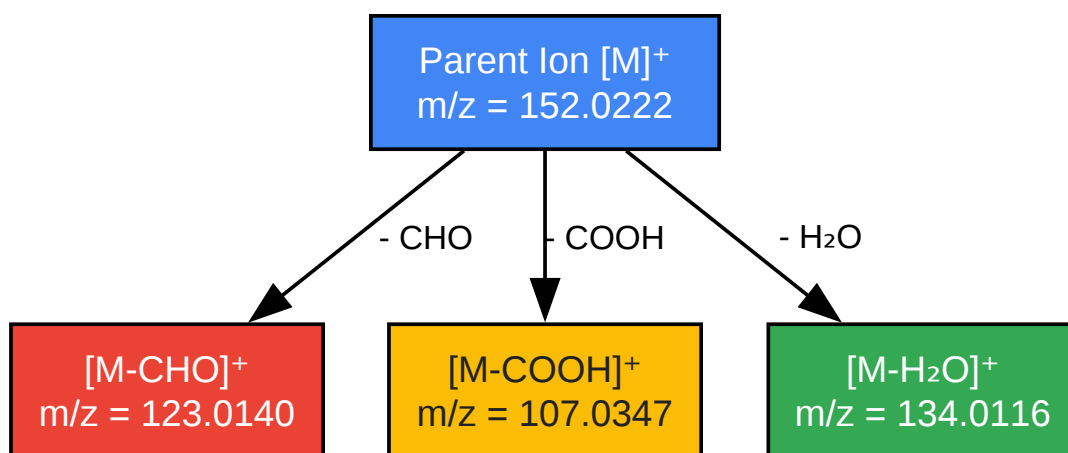 Parent Ion [M]⁺
m/z = 152.0222
- CHO
- COOH
- H₂O
[M-CHO]⁺
m/z = 123.0140
[M-COOH]⁺
m/z = 107.0347
[M-H₂O]⁺
m/z = 134.0116